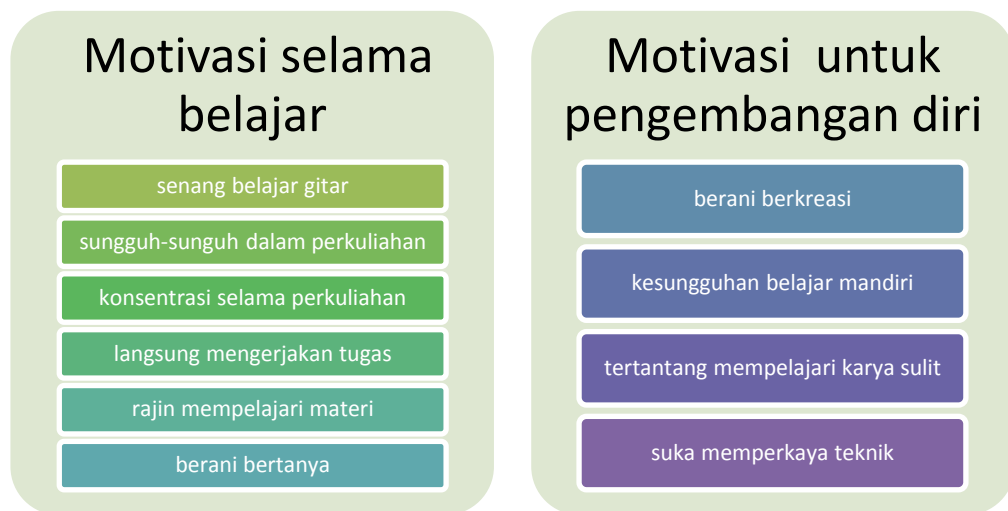 Motivasi selama
belajar
senang belajar gitar
sungguh-sunguh dalam perkuliahan
konsentrasi selama perkuliahan
langsung mengerjakan tugas
rajin mempelajari materi
berani bertanya
Motivasi untuk
pengembangan diri
berani berkreasi
kesungguhan belajar mandiri
tertantang mempelajari karya sulit
suka memperkaya teknik